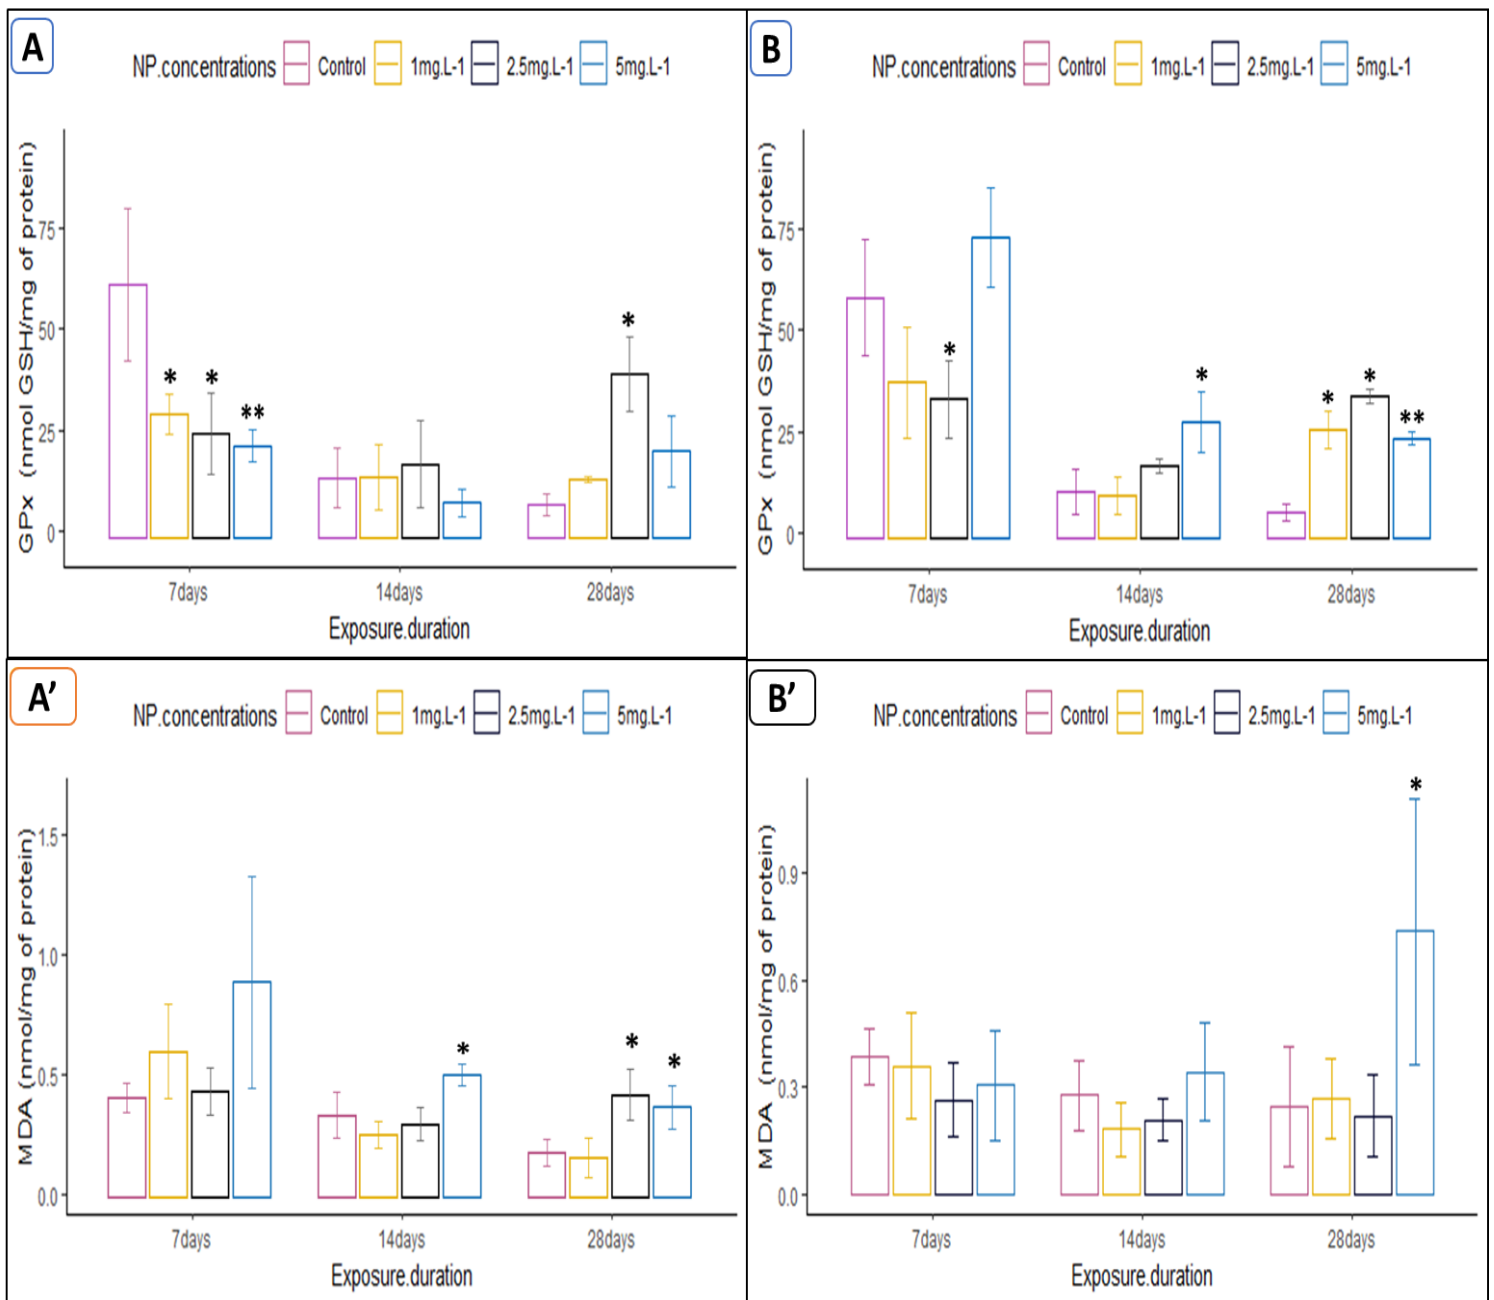 A
NP.concentrations Control 1mg.L-1 2.5mg.L-1 5mg.L-1
GPx (nmol GSH/mg of protein)
75
50
25
0
*
*
**
*
7days 14days 28days
Exposure.duration
B
NP.concentrations Control 1mg.L-1 2.5mg.L-1 5mg.L-1
GPx (nmol GSH/mg of protein)
75
50
25
0
*
*
*
*
**
7days 14days 28days
Exposure.duration
A’
NP.concentrations Control 1mg.L-1 2.5mg.L-1 5mg.L-1
MDA (nmol/mg of protein)
1.5
1.0
0.5
0.0
*
*
*
7days 14days 28days
Exposure.duration
B’
NP.concentrations Control 1mg.L-1 2.5mg.L-1 5mg.L-1
MDA (nmol/mg of protein)
0.9
0.6
0.3
0.0
*
7days 14days 28days
Exposure.duration